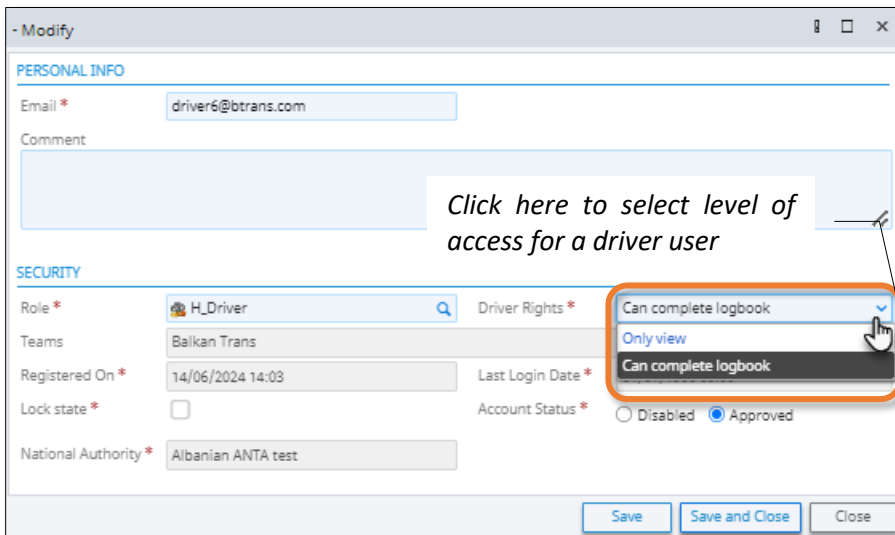 - Modify
PERSONAL INFO
Email *
driver6@btrans.com
Comment
Click here to select level of
access for a driver user
SECURITY
Role *
H_Driver
Driver Rights *
Can complete logbook
Only view
Can complete logbook
Teams
Balkan Trans
Registered On *
14/06/2024 14:03
Last Login Date *
Lock state *
Account Status *
Disabled
Approved
National Authority *
Albanian ANTA test
Save
Save and Close
Close